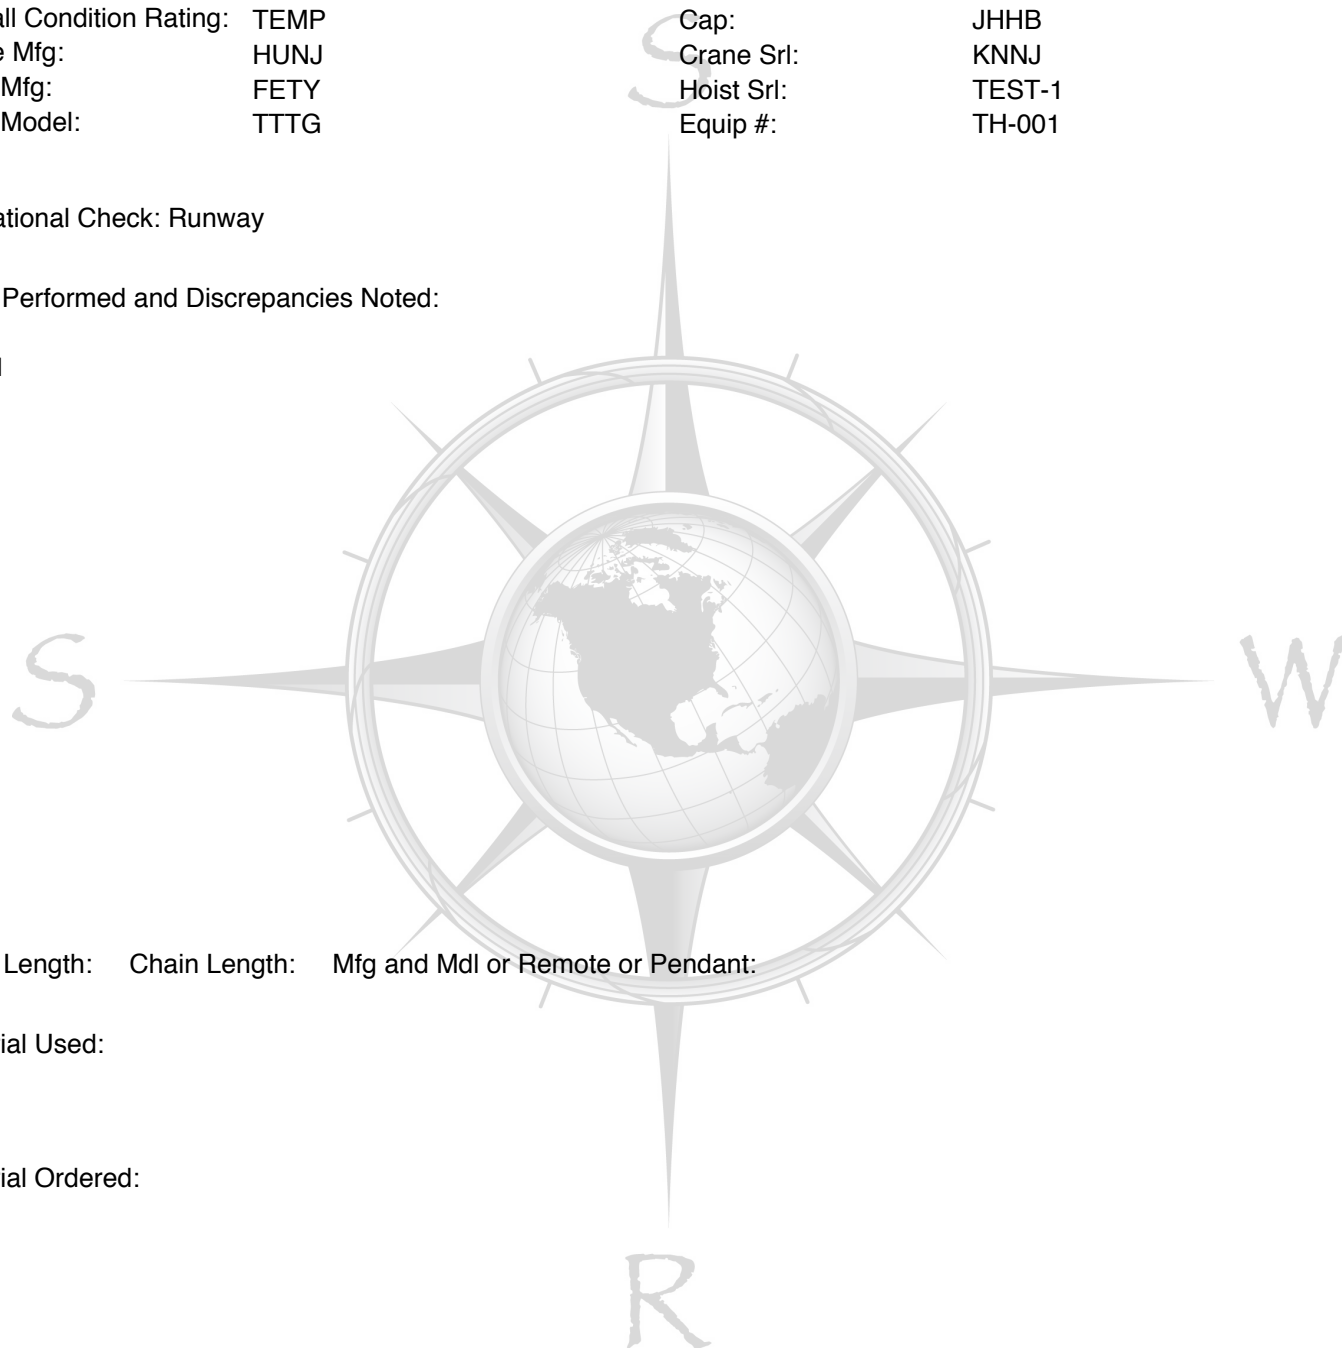 all Condition Rating: TEMP Cap: JHHB
e Mfg: HUNJ Crane Srl: KNNJ
Mfg: FETY Hoist Srl: TEST-1
Model: TTTG Equip #: TH-001
S
ational Check: Runway
Performed and Discrepancies Noted:
S W
Length: Chain Length: Mfg and Mdl or Remote or Pendant:
ial Used:
ial Ordered:
R